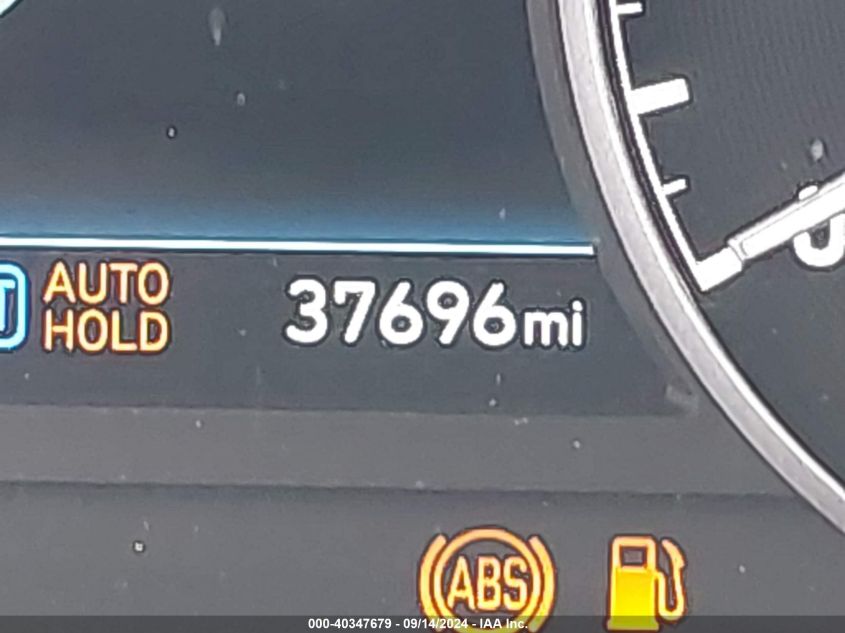 AUTO
HOLD
37696mi
ABS
000-40347679 - 09/14/2024 - IAA Inc.